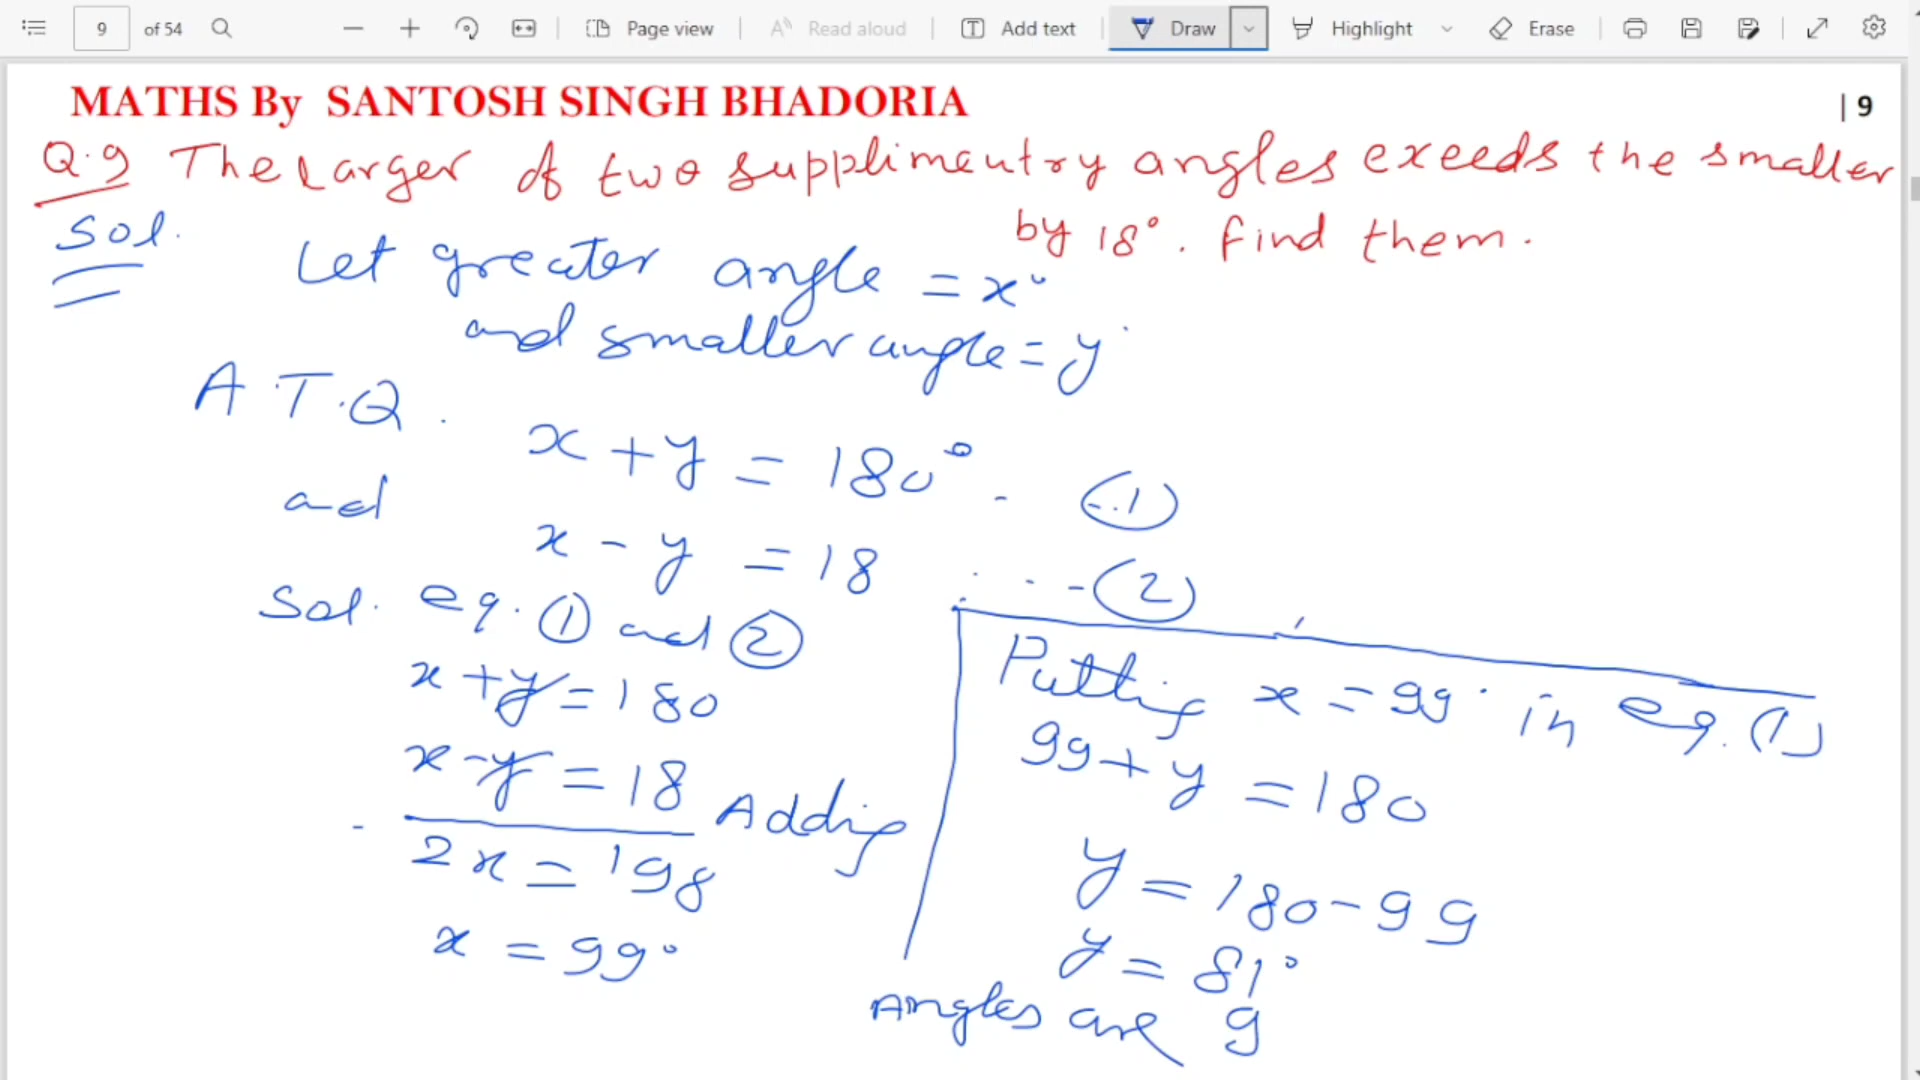 9 of 54 Page view Read aloud Add text Draw Highlight Erase
MATHS By SANTOSH SINGH BHADORIA | 9
Q.9 The Larger of two supplimentry angles exeeds the smaller
by 18°. find them.
Sol.
Let greater angle = x°
and smaller angle = y°
A.T.Q.
x + y = 180° - (1)
and
x - y = 18 ... - (2)
Sol. eq. (1) and (2)
x + y = 180
x - y = 18
Adding
2x = 198
x = 99°
Putting x = 99° in eq. (1)
99 + y = 180
y = 180 - 99
y = 81°
Angles are 9